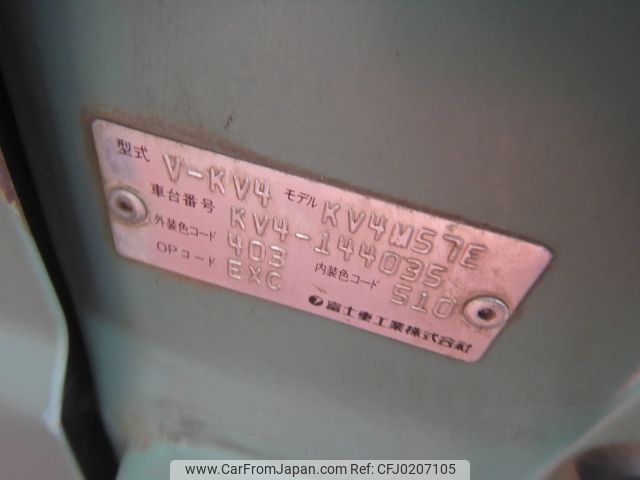 型式 V-KV4 モデル KV4M57E
車台番号 KV4-144035
外装色コード 403 内装色コード 510
OPコード EXC
富士重工業株式会社
www.CarFromJapan.com | CFJ0207105